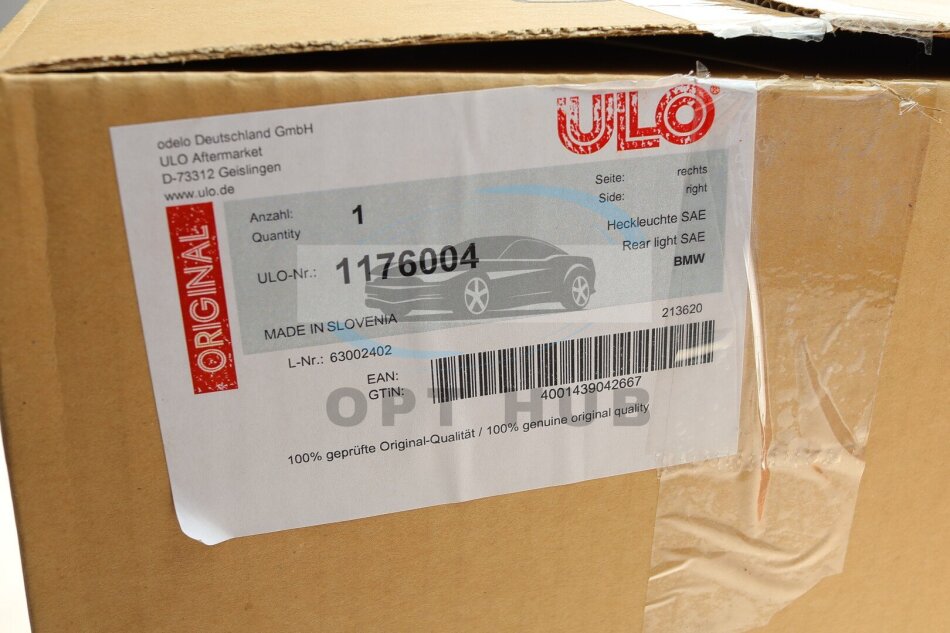 ULO®
odelo Deutschland GmbH
ULO Aftermarket
D-73312 Geislingen
www.ulo.de
ORIGINAL
Anzahl: 1
Quantity
Seite: rechts
Side: right
Heckleuchte SAE
Rear light SAE
BMW
ULO-Nr.: 1176004
MADE IN SLOVENIA
213620
L-Nr.: 63002402
EAN:
GTiN:
4001439042667
OPT HUB
100% geprüfte Original-Qualität / 100% genuine original quality